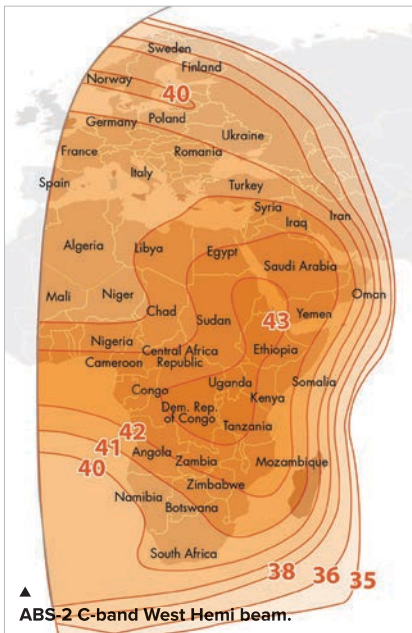 Sweden
Finland
Norway
40
Germany
Poland
Ukraine
France
Romania
Italy
Spain
Turkey
Syria
Iraq
Iran
Algeria
Libya
Egypt
Saudi Arabia
Mali
Niger
Oman
Chad
Sudan
43
Yemen
Nigeria
Central Africa
Republic
Ethiopia
Cameroon
Congo
Uganda
Somalia
Kenya
Dem. Rep.
of Congo
Tanzania
42
41
40
Angola
Zambia
Mozambique
Zimbabwe
Namibia
Botswana
South Africa
38
36
35
▲
ABS-2 C-band West Hemi beam.